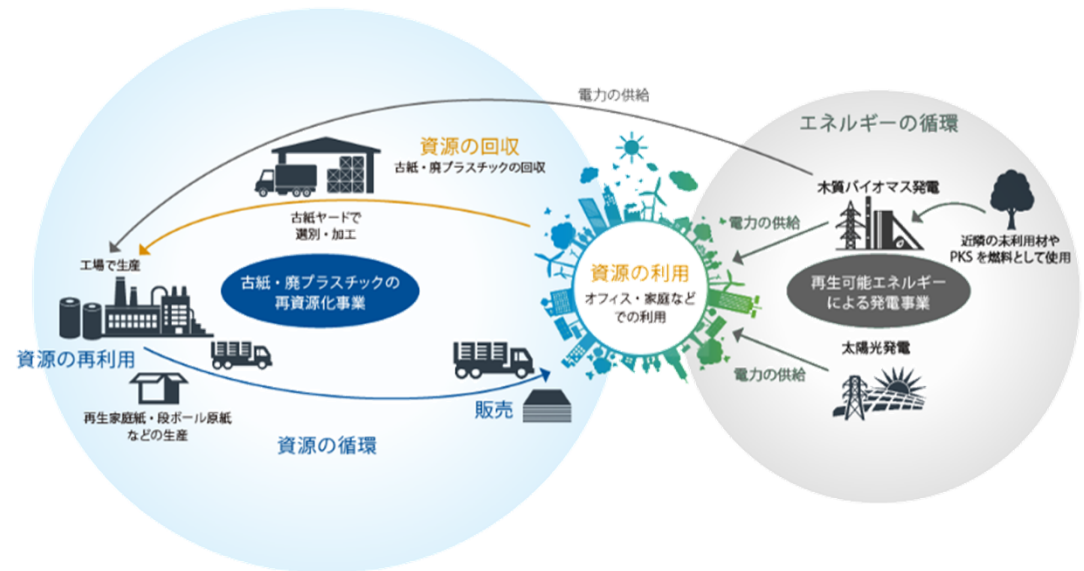 電力の供給
エネルギーの循環
資源の回収
古紙・廃プラスチックの回収
古紙ヤードで
選別・加工
工場で生産
古紙・廃プラスチックの
再資源化事業
資源の再利用
再生家庭紙・段ボール原紙
などの生産
販売
資源の循環
資源の利用
オフィス・家庭など
での利用
木質バイオマス発電
電力の供給
近隣の未利用材や
PKSを燃料として使用
再生可能エネルギー
による発電事業
太陽光発電
電力の供給